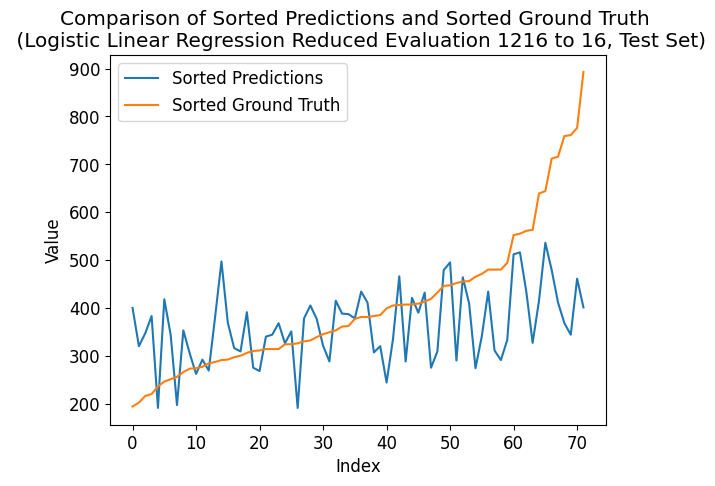 Comparison of Sorted Predictions and Sorted Ground Truth
(Logistic Linear Regression Reduced Evaluation 1216 to 16, Test Set)
Sorted Predictions
Sorted Ground Truth
Value
900
800
700
600
500
400
300
200
0 10 20 30 40 50 60 70
Index